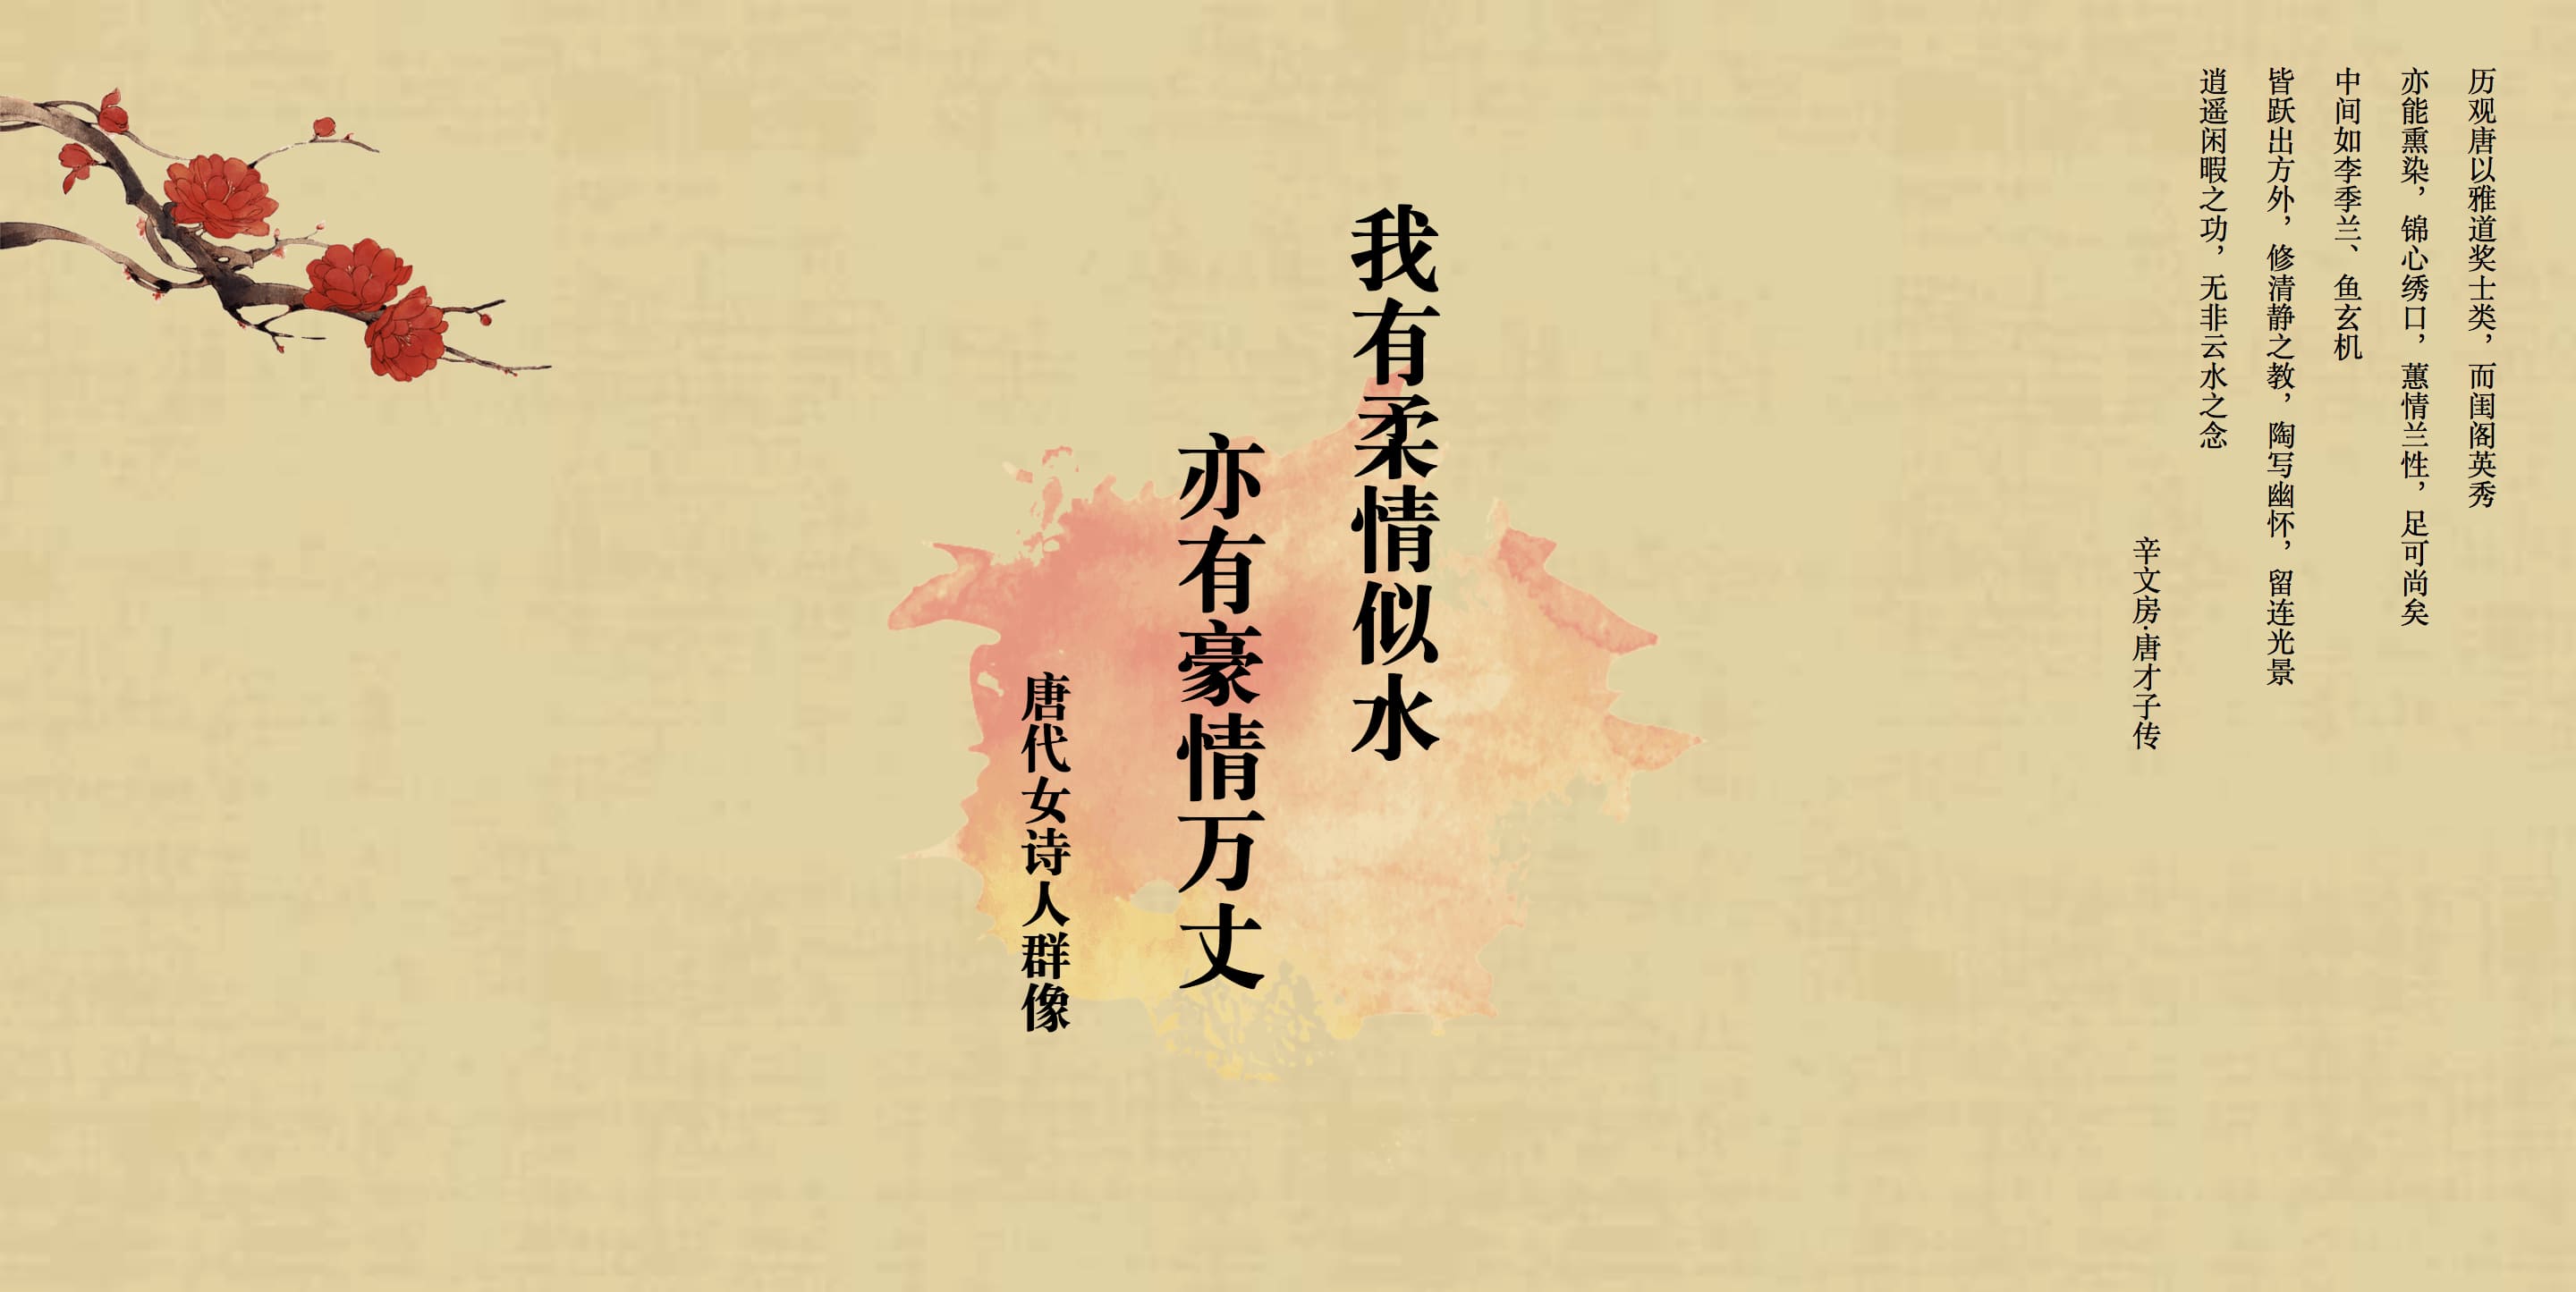 历观唐以雅道奖士类，而闺阁英秀
亦能熏染，锦心绣口，蕙情兰性，足可尚矣
中间如李季兰、鱼玄机
皆跃出方外，修清静之教，陶写幽怀，留连光景
逍遥闲暇之功，无非云水之念
辛文房·唐才子传
我有柔情似水
亦有豪情万丈
唐代女诗人群像